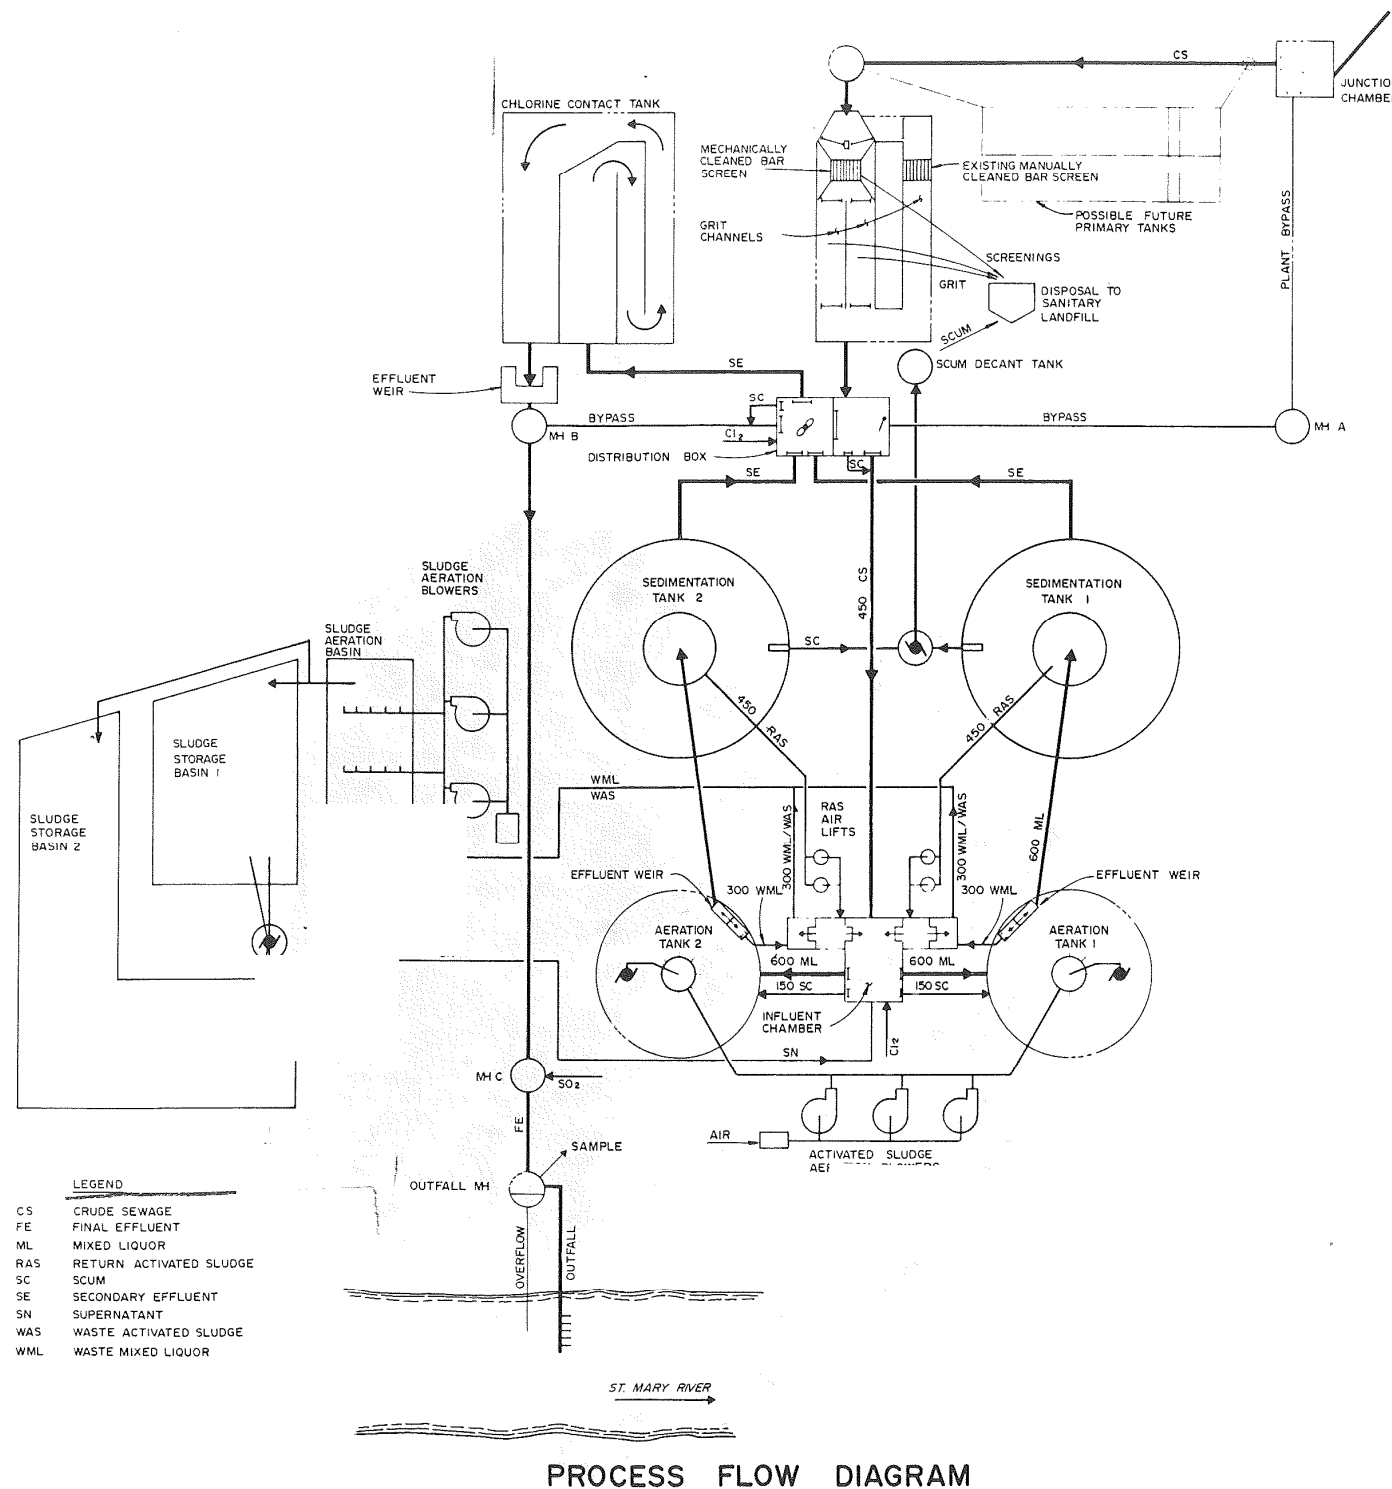 CS
JUNCTIO
CHAMBE
CHLORINE CONTACT TANK
MECHANICALLY
CLEANED BAR
SCREEN
EXISTING MANUALLY
CLEANED BAR SCREEN
POSSIBLE FUTURE
PRIMARY TANKS
PLANT BYPASS
GRIT
CHANNELS
SCREENINGS
GRIT
DISPOSAL TO
SANITARY
LANDFILL
SCUM
SCUM DECANT TANK
SE
EFFLUENT
WEIR
SC
BYPASS
MH B
Cl2
BYPASS
MH A
DISTRIBUTION BOX
SC
SE
SE
SEDIMENTATION
TANK 2
450 CS
SEDIMENTATION
TANK 1
SC
SLUDGE
AERATION
BLOWERS
SLUDGE
AERATION
BASIN
450 RAS
450 RAS
SLUDGE
STORAGE
BASIN 1
SLUDGE
STORAGE
BASIN 2
WML
WAS
RAS
AIR
LIFTS
300 WML/WAS
300 WML/WAS
600 ML
EFFLUENT WEIR
300 WML
300 WML
EFFLUENT WEIR
AERATION
TANK 2
AERATION
TANK 1
600 ML
600 ML
150 SC
150 SC
INFLUENT
CHAMBER
Cl2
SN
MH C
SO2
FE
AIR
ACTIVATED SLUDGE
SAMPLE
OUTFALL MH
OVERFLOW
OUTFALL
LEGEND
CS CRUDE SEWAGE
FE FINAL EFFLUENT
ML MIXED LIQUOR
RAS RETURN ACTIVATED SLUDGE
SC SCUM
SE SECONDARY EFFLUENT
SN SUPERNATANT
WAS WASTE ACTIVATED SLUDGE
WML WASTE MIXED LIQUOR
ST. MARY RIVER
PROCESS FLOW DIAGRAM